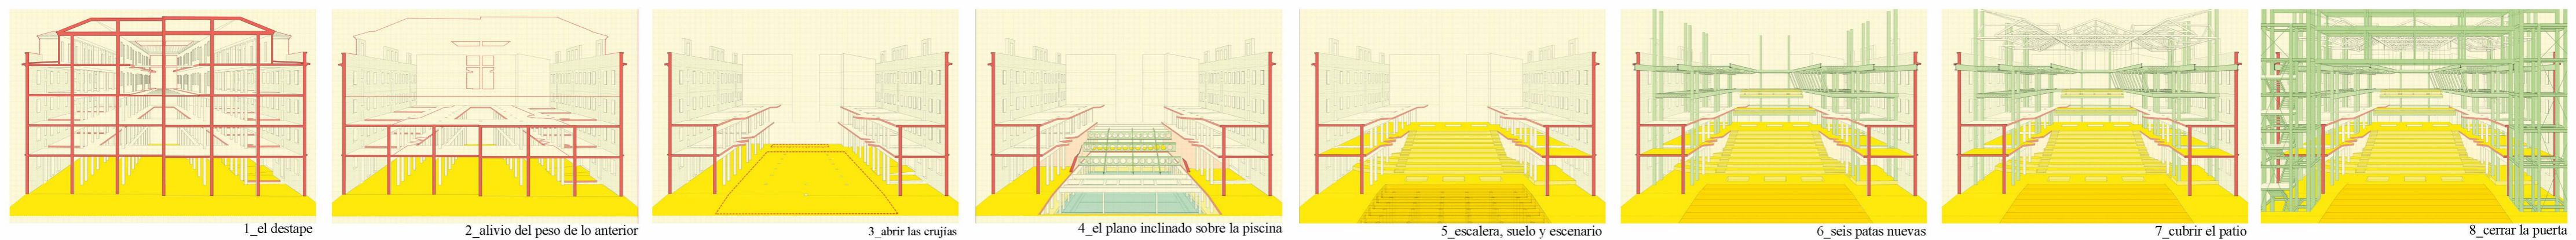 1_el destape
2_alivio del peso de lo anterior
3_abrir las crujías
4_el plano inclinado sobre la piscina
5_escalera, suelo y escenario
6_seis patas nuevas
7_cubrir el patio
8_cerrar la puerta